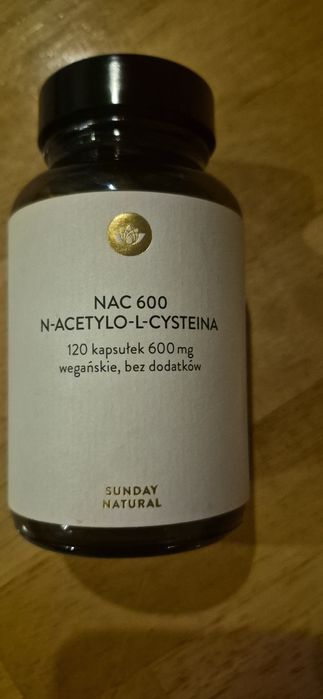 NAC 600
N-ACETYLO-L-CYSTEINA
120 kapsułek 600 mg
wegańskie, bez dodatków
SUNDAY
NATURAL